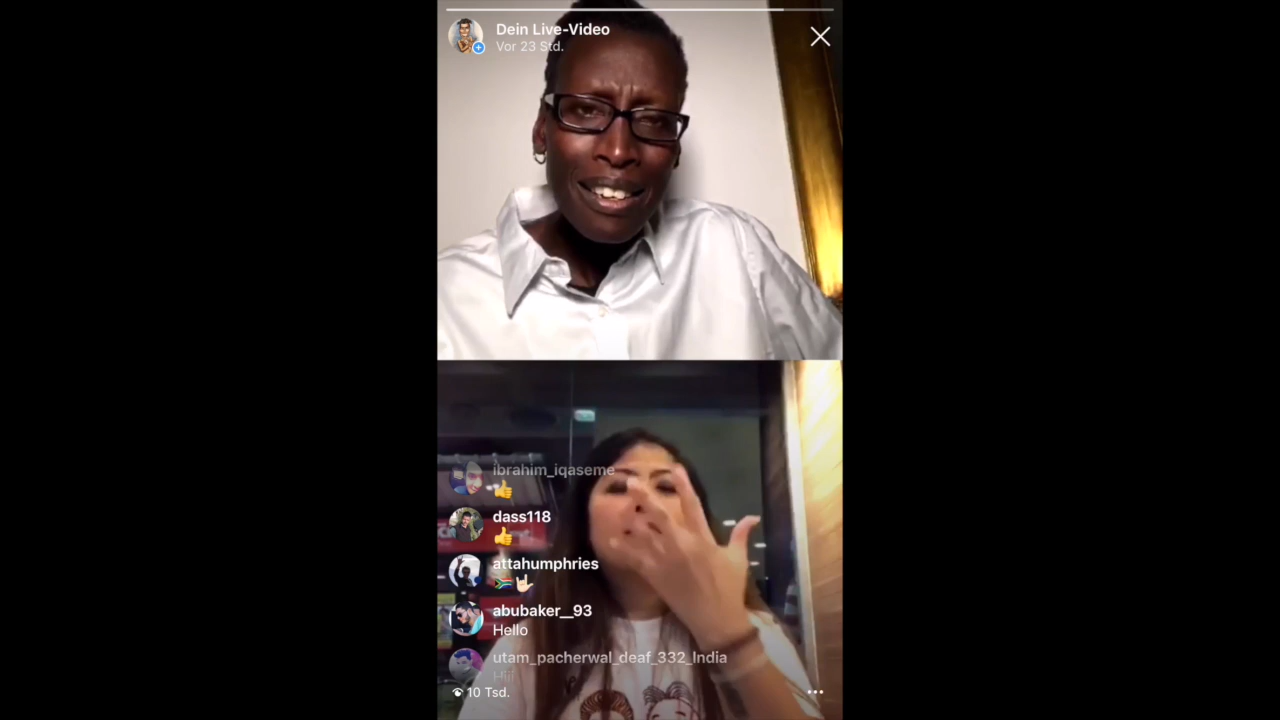 Dein Live-Video
Vor 23 Std.
ibrahim_iqaseme
dass118
attahumphries
abubaker__93
Hello
utam_pacherwal_deaf_332_India
10 Tsd.